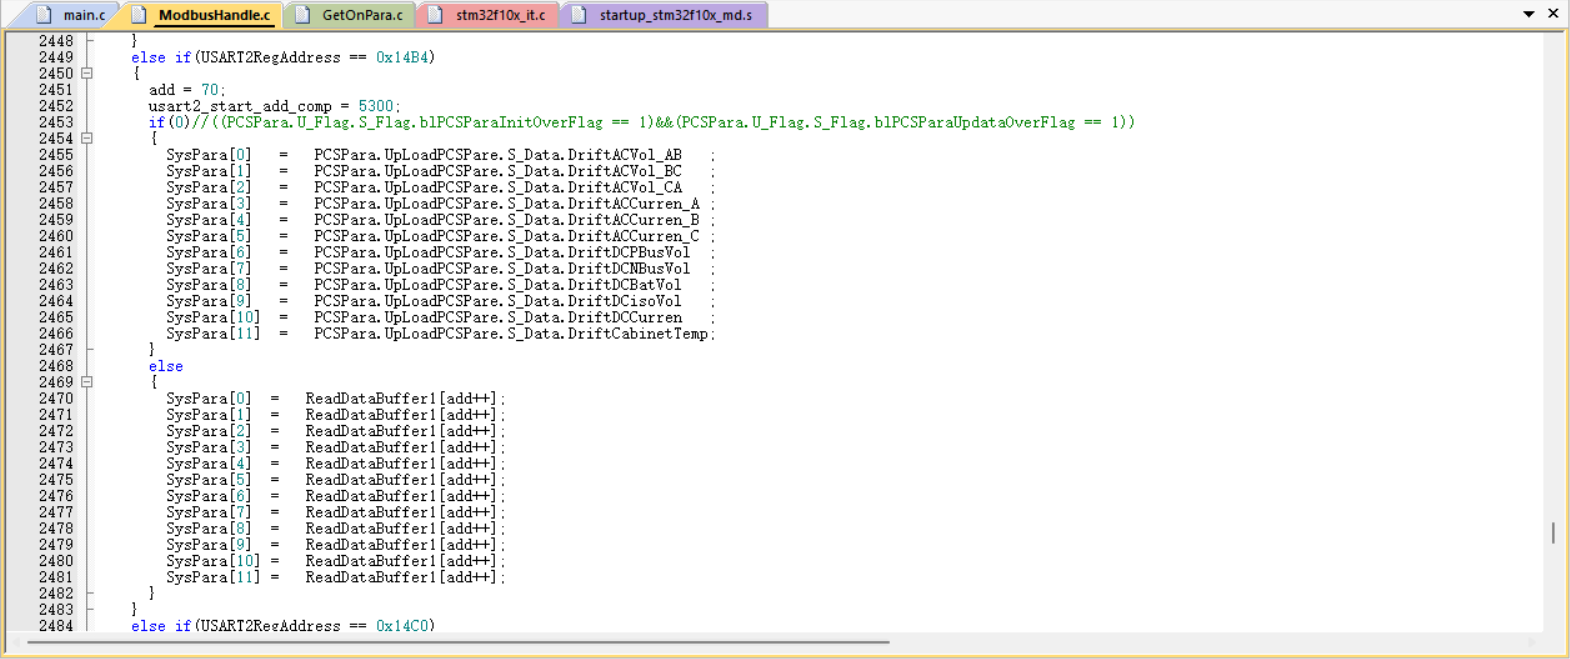 main.c ModbusHandle.c GetOnPara.c stm32f10x_it.c startup_stm32f10x_md.s
2448 }
2449 else if(USART2RegAddress == 0x14B4)
2450 {
2451 add = 70;
2452 usart2_start_add_comp = 5300;
2453 if(0)//((PCSPara.U_Flag.S_Flag.blPCSParaInitOverFlag == 1)&&(PCSPara.U_Flag.S_Flag.blPCSParaUpdataOverFlag == 1))
2454 {
2455 SysPara[0] = PCSPara.UpLoadPCSPare.S_Data.DriftACVol_AB ;
2456 SysPara[1] = PCSPara.UpLoadPCSPare.S_Data.DriftACVol_BC ;
2457 SysPara[2] = PCSPara.UpLoadPCSPare.S_Data.DriftACVol_CA ;
2458 SysPara[3] = PCSPara.UpLoadPCSPare.S_Data.DriftACCurren_A ;
2459 SysPara[4] = PCSPara.UpLoadPCSPare.S_Data.DriftACCurren_B ;
2460 SysPara[5] = PCSPara.UpLoadPCSPare.S_Data.DriftACCurren_C ;
2461 SysPara[6] = PCSPara.UpLoadPCSPare.S_Data.DriftDCPBusVol ;
2462 SysPara[7] = PCSPara.UpLoadPCSPare.S_Data.DriftDCNBusVol ;
2463 SysPara[8] = PCSPara.UpLoadPCSPare.S_Data.DriftDCBatVol ;
2464 SysPara[9] = PCSPara.UpLoadPCSPare.S_Data.DriftDCisoVol ;
2465 SysPara[10] = PCSPara.UpLoadPCSPare.S_Data.DriftDCCurren ;
2466 SysPara[11] = PCSPara.UpLoadPCSPare.S_Data.DriftCabinetTemp;
2467 }
2468 else
2469 {
2470 SysPara[0] = ReadDataBuffer1[add++];
2471 SysPara[1] = ReadDataBuffer1[add++];
2472 SysPara[2] = ReadDataBuffer1[add++];
2473 SysPara[3] = ReadDataBuffer1[add++];
2474 SysPara[4] = ReadDataBuffer1[add++];
2475 SysPara[5] = ReadDataBuffer1[add++];
2476 SysPara[6] = ReadDataBuffer1[add++];
2477 SysPara[7] = ReadDataBuffer1[add++];
2478 SysPara[8] = ReadDataBuffer1[add++];
2479 SysPara[9] = ReadDataBuffer1[add++];
2480 SysPara[10] = ReadDataBuffer1[add++];
2481 SysPara[11] = ReadDataBuffer1[add++];
2482 }
2483 }
2484 else if(USART2RegAddress == 0x14C0)